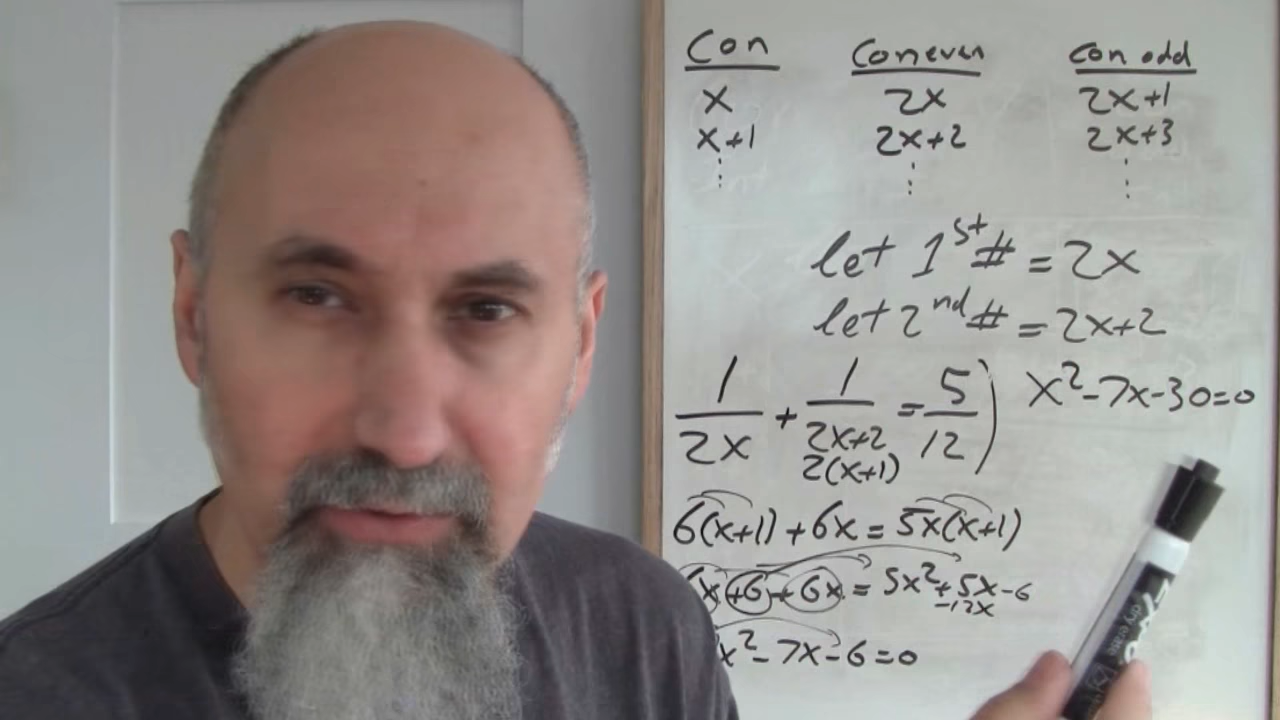 Con Con even Con odd
x 2x 2x+1
x+1 2x+2 2x+3
⋮ ⋮ ⋮
let 1st # = 2x
let 2nd # = 2x+2
1/2x + 1/2x+2 = 5/12) x²-7x-30=0
2(x+1)
6(x+1)+6x=5x(x+1)
6x+6+6x=5x²+5x-6
-12x
x²-7x-6=0
dry erase